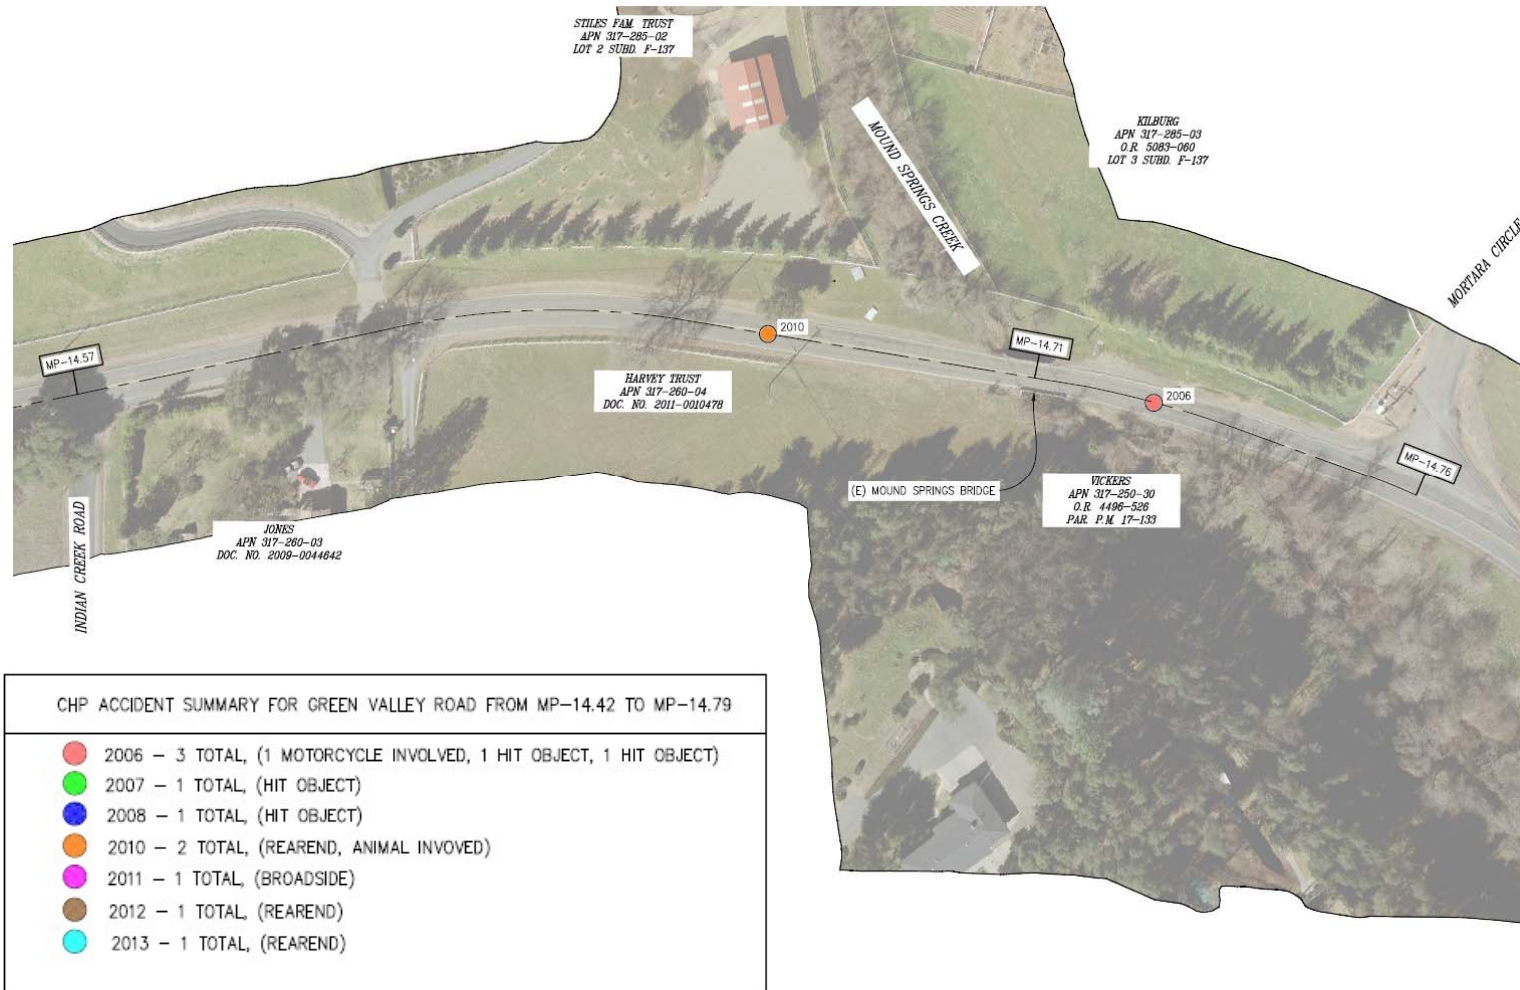 STILES FAM. TRUST
APN 317-285-02
LOT 2 SUBD. F-137
KILBURG
APN 317-285-03
O.R. 5083-060
LOT 3 SUBD. F-137
MOUND SPRINGS CREEK
MORTARA CIRCLE
2010
MP-14.71
MP-14.57
HARVEY TRUST
APN 317-260-04
DOC. NO. 2011-0010478
2006
MP-14.76
(E) MOUND SPRINGS BRIDGE
VICKERS
APN 317-250-30
O.R. 4496-526
PAR. P.M. 17-133
INDIAN CREEK ROAD
JONES
APN 317-260-03
DOC. NO. 2009-0044642
CHP ACCIDENT SUMMARY FOR GREEN VALLEY ROAD FROM MP-14.42 TO MP-14.79
2006 - 3 TOTAL, (1 MOTORCYCLE INVOLVED, 1 HIT OBJECT, 1 HIT OBJECT)
2007 - 1 TOTAL, (HIT OBJECT)
2008 - 1 TOTAL, (HIT OBJECT)
2010 - 2 TOTAL, (REAREND, ANIMAL INVOVED)
2011 - 1 TOTAL, (BROADSIDE)
2012 - 1 TOTAL, (REAREND)
2013 - 1 TOTAL, (REAREND)